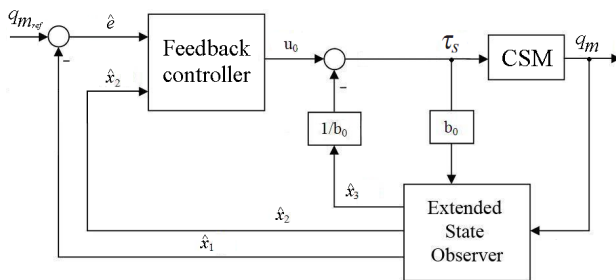 q_{m_{ref}}
ê
Feedback
controller
u₀
τ_s
CSM
q_m
x̂₂
1/b₀
b₀
x̂₃
Extended
State
Observer
x̂₂
x̂₁
-
-